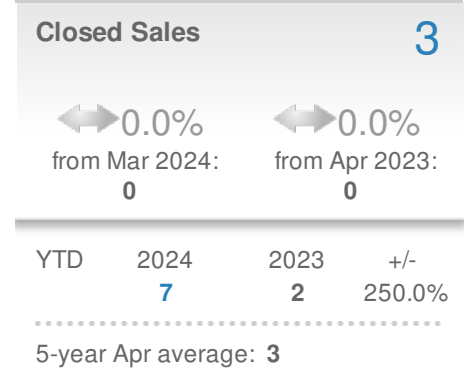 Closed Sales 3
0.0% 0.0%
from Mar 2024: from Apr 2023:
0 0
YTD 2024 2023 +/-
7 2 250.0%
5-year Apr average: 3